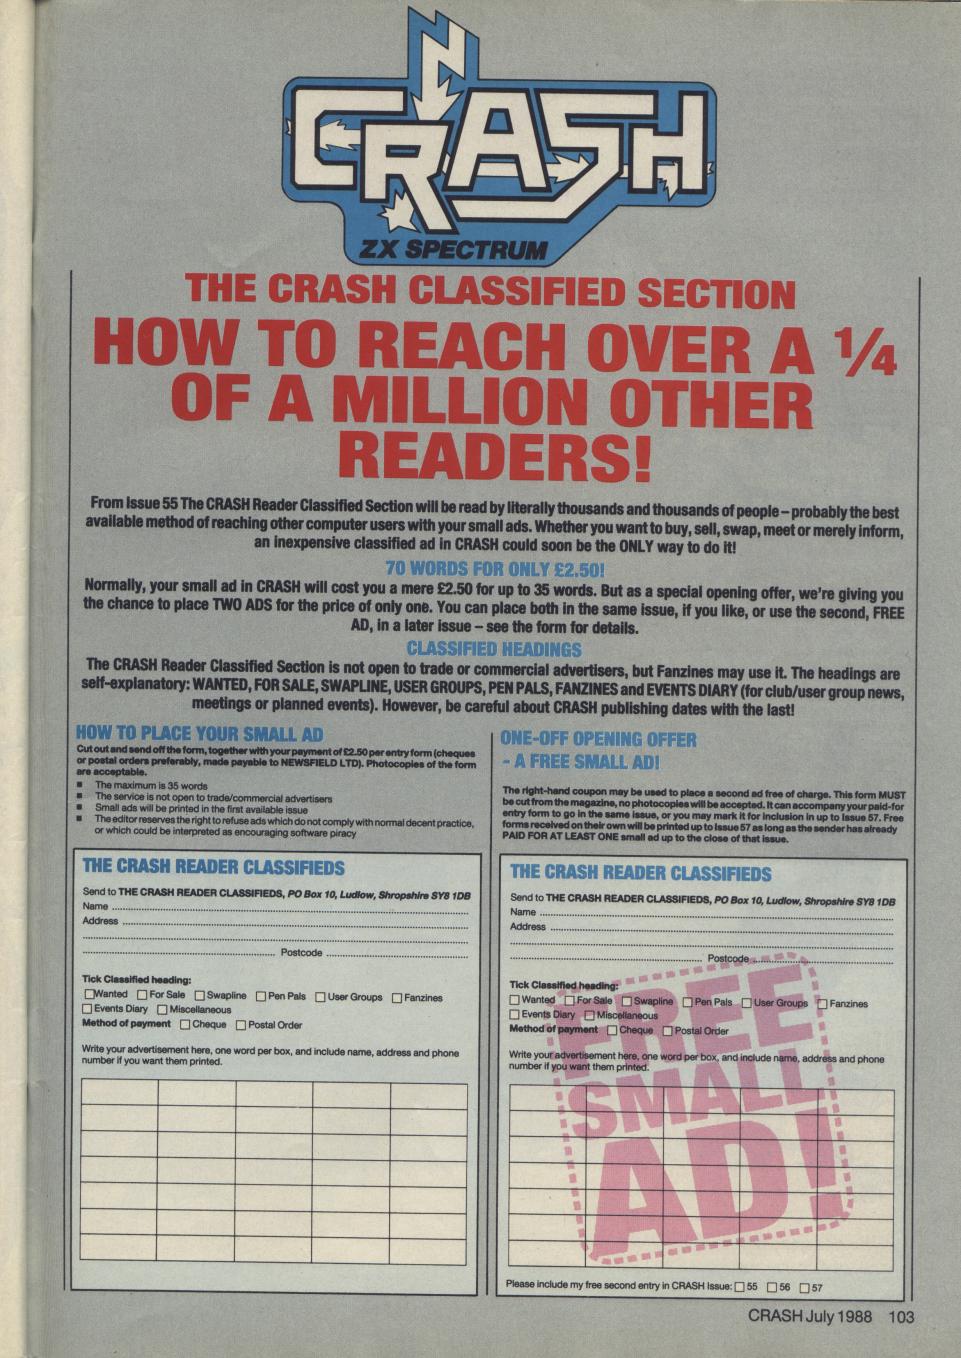 CRASH
ZX SPECTRUM
THE CRASH CLASSIFIED SECTION
HOW TO REACH OVER A 1/4
OF A MILLION OTHER
READERS!
From Issue 55 The CRASH Reader Classified Section will be read by literally thousands and thousands of people – probably the best
available method of reaching other computer users with your small ads. Whether you want to buy, sell, swap, meet or merely inform,
an inexpensive classified ad in CRASH could soon be the ONLY way to do it!
70 WORDS FOR ONLY £2.50!
Normally, your small ad in CRASH will cost you a mere £2.50 for up to 35 words. But as a special opening offer, we're giving you
the chance to place TWO ADS for the price of only one. You can place both in the same issue, if you like, or use the second, FREE
AD, in a later issue – see the form for details.
CLASSIFIED HEADINGS
The CRASH Reader Classified Section is not open to trade or commercial advertisers, but Fanzines may use it. The headings are
self-explanatory: WANTED, FOR SALE, SWAPLINE, USER GROUPS, PEN PALS, FANZINES and EVENTS DIARY (for club/user group news,
meetings or planned events). However, be careful about CRASH publishing dates with the last!
HOW TO PLACE YOUR SMALL AD
Cut out and send off the form, together with your payment of £2.50 per entry form (cheques
or postal orders preferably, made payable to NEWSFIELD LTD). Photocopies of the form
are acceptable.
■ The maximum is 35 words
■ The service is not open to trade/commercial advertisers
■ Small ads will be printed in the first available issue
■ The editor reserves the right to refuse ads which do not comply with normal decent practice,
or which could be interpreted as encouraging software piracy
THE CRASH READER CLASSIFIEDS
Send to THE CRASH READER CLASSIFIEDS, PO Box 10, Ludlow, Shropshire SY8 1DB
Name
Address
Postcode
Tick Classified heading:
Wanted For Sale Swapline Pen Pals User Groups Fanzines
Events Diary Miscellaneous
Method of payment Cheque Postal Order
Write your advertisement here, one word per box, and include name, address and phone
number if you want them printed.
ONE-OFF OPENING OFFER
- A FREE SMALL AD!
The right-hand coupon may be used to place a second ad free of charge. This form MUST
be cut from the magazine, no photocopies will be accepted. It can accompany your paid-for
entry form to go in the same issue, or you may mark it for inclusion in up to Issue 57. Free
forms received on their own will be printed up to Issue 57 as long as the sender has already
PAID FOR AT LEAST ONE small ad up to the close of that issue.
THE CRASH READER CLASSIFIEDS
Send to THE CRASH READER CLASSIFIEDS, PO Box 10, Ludlow, Shropshire SY8 1DB
Name
Address
Postcode
Tick Classified heading:
Wanted For Sale Swapline Pen Pals User Groups Fanzines
Events Diary Miscellaneous
Method of payment Cheque Postal Order
Write your advertisement here, one word per box, and include name, address and phone
number if you want them printed.
FREE
SMALL
AD!
Please include my free second entry in CRASH Issue: 55 56 57
CRASH July 1988 103